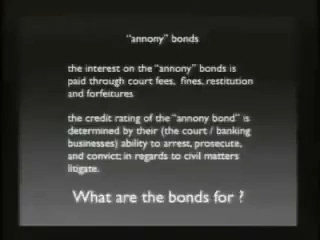 "annony" bonds
the interest on the "annony" bonds is
paid through court fees, fines, restitution
and forfeitures.
the credit rating of the "annony bond" is
determined by their (the court / banking
businesses) ability to arrest, prosecute,
and convict; in regards to civil matters
litigate.
What are the bonds for ?